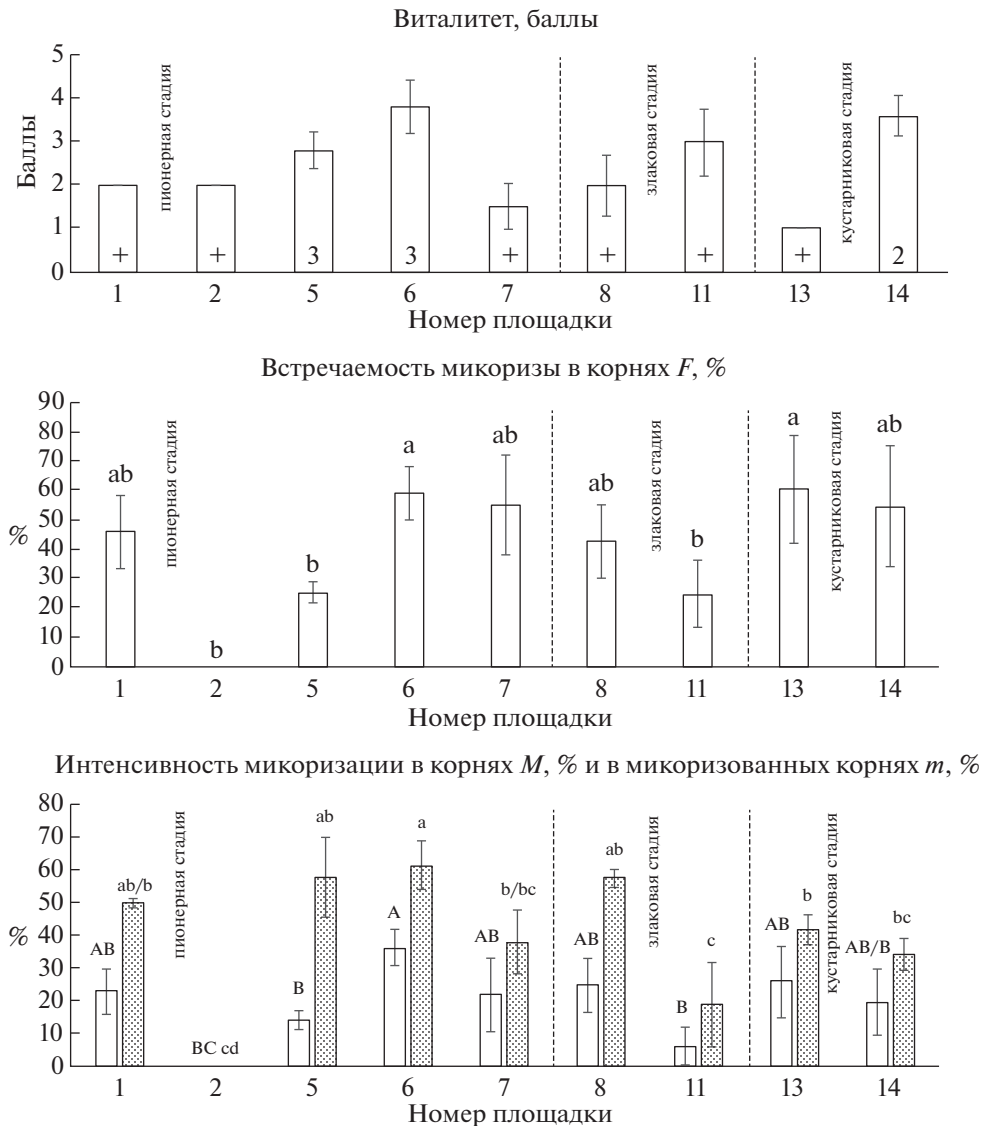 Виталитет, баллы
Баллы
5
4
3
2
1
0
пионерная стадия
злаковая стадия
кустарниковая стадия
+ + 3 3 + + + + 2
1 2 5 6 7 8 11 13 14
Номер площадки
Встречаемость микоризы в корнях F, %
%
90
80
70
60
50
40
30
20
10
0
пионерная стадия
злаковая стадия
кустарниковая стадия
ab b b a ab ab b a ab
1 2 5 6 7 8 11 13 14
Номер площадки
Интенсивность микоризации в корнях M, % и в микоризованных корнях m, %
%
80
70
60
50
40
30
20
10
0
пионерная стадия
злаковая стадия
кустарниковая стадия
AB ab/b BC cd B ab A a AB b/bc AB ab B c AB b AB/B bc
1 2 5 6 7 8 11 13 14
Номер площадки